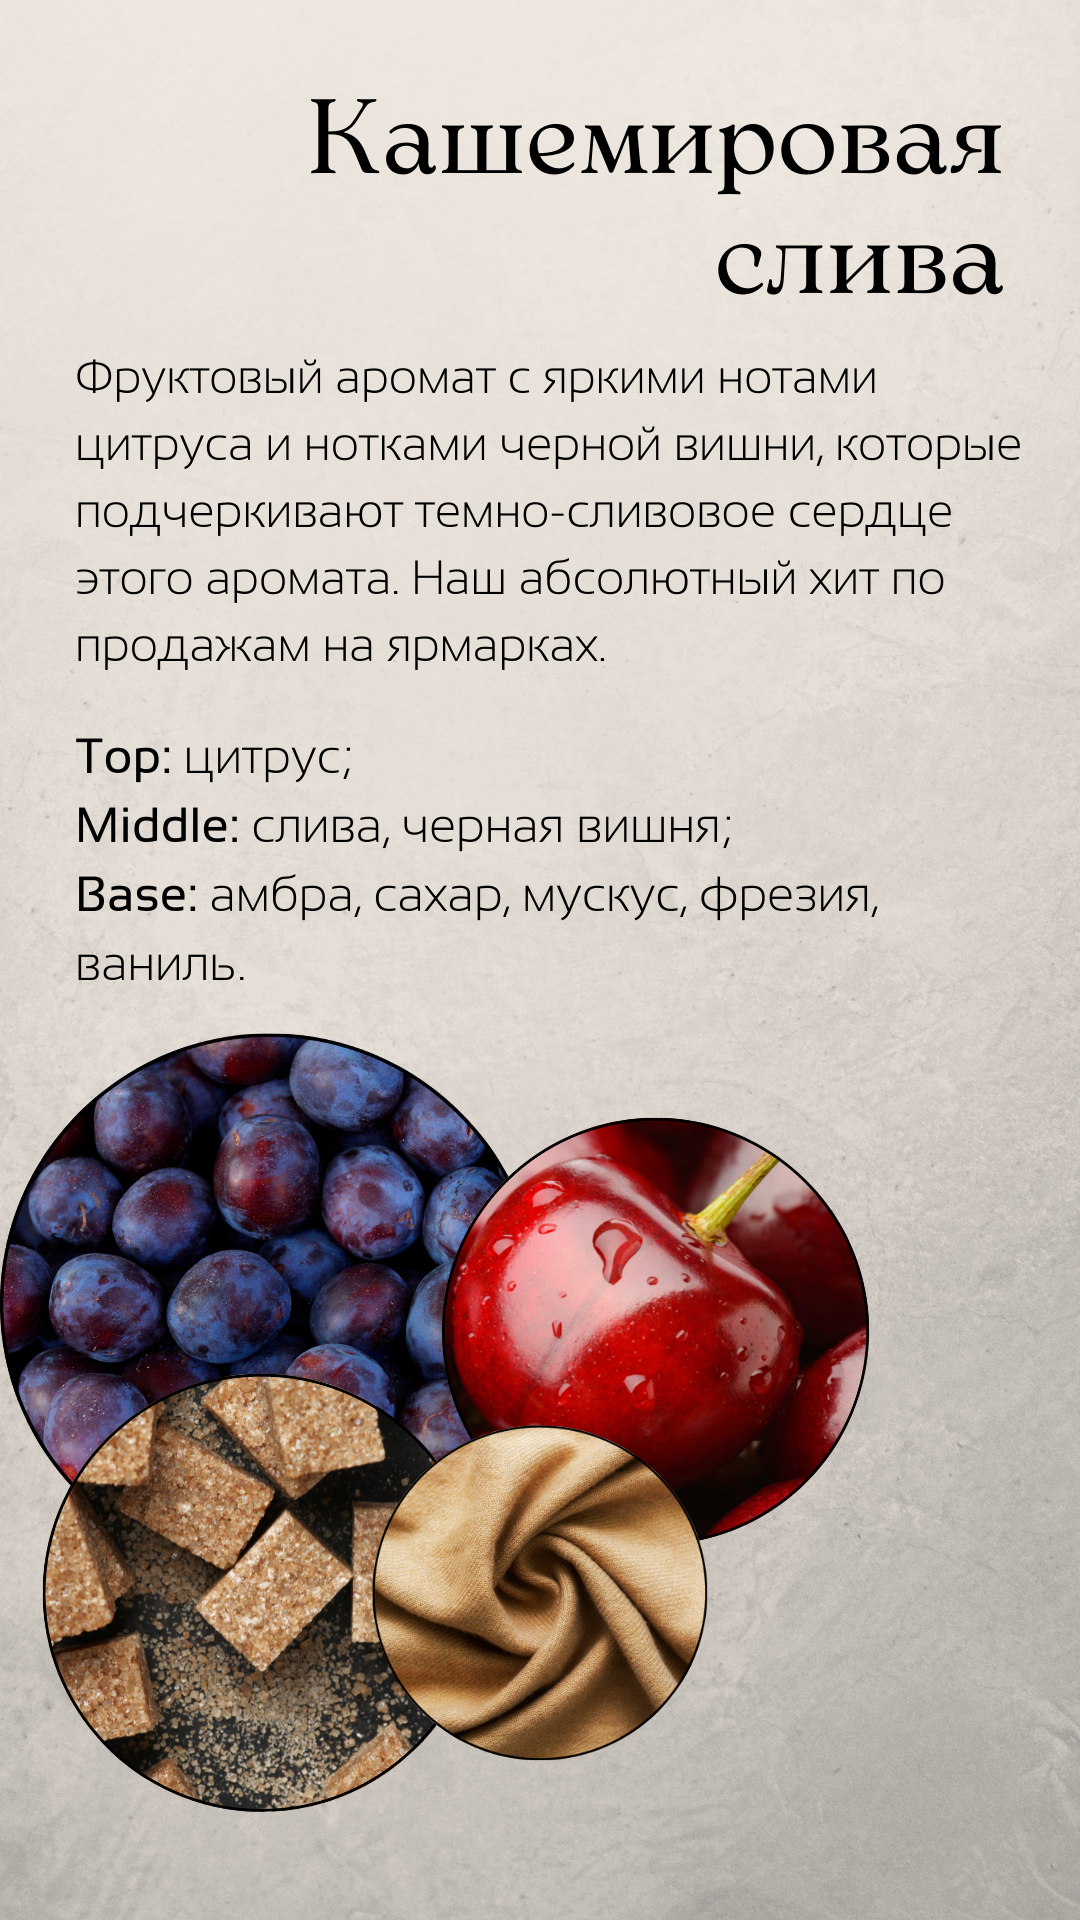 Кашемировая
слива
Фруктовый аромат с яркими нотами
цитруса и нотками черной вишни, которые
подчеркивают темно-сливовое сердце
этого аромата. Наш абсолютный хит по
продажам на ярмарках.
Top: цитрус;
Middle: слива, черная вишня;
Base: амбра, сахар, мускус, фрезия,
ваниль.